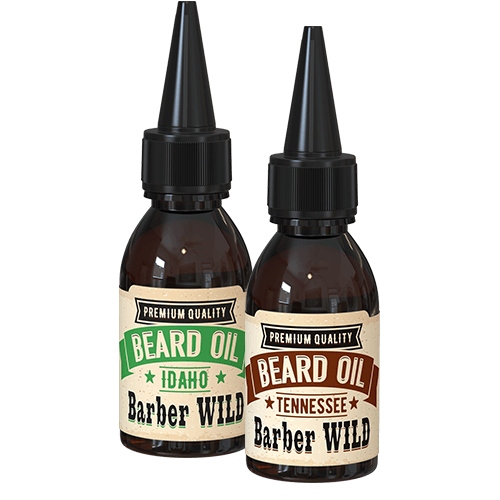 PREMIUM QUALITY
BEARD OIL
IDAHO
Barber WILD
PREMIUM QUALITY
BEARD OIL
TENNESSEE
Barber WILD